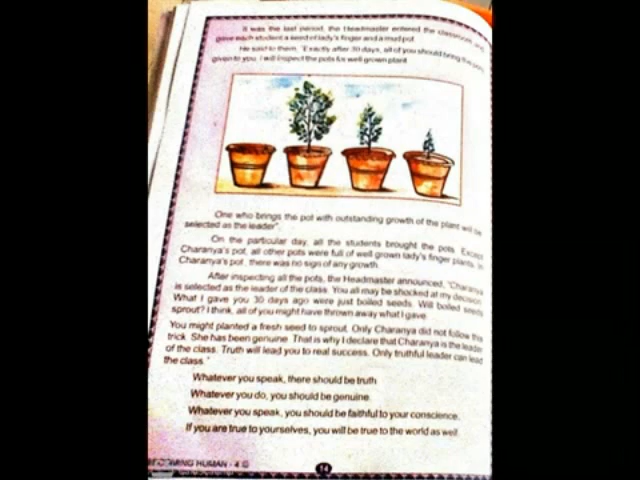 It was the last period, the Headmaster entered the classroom and
gave each student a seed of lady's finger and a mud pot.
He said to them, "Exactly after 30 days, all of you should bring the pots
given to you. I will inspect the pots for well grown plant.
One who brings the pot with outstanding growth of the plant will be
selected as the leader".
On the particular day, all the students brought the pots. Except
Charanya's pot, all other pots were full of well grown lady's finger plants. In
Charanya's pot, there was no sign of any growth.
After inspecting all the pots, the Headmaster announced, "Charanya
is selected as the leader of the class. You all may be shocked at my decision.
What I gave you 30 days ago were just boiled seeds. Will boiled seeds
sprout? I think, all of you might have thrown away what I gave.
You might planted a fresh seed to sprout. Only Charanya did not follow this
trick. She has been genuine. That is why I declare that Charanya is the leader
of the class. Truth will lead you to real success. Only truthful leader can lead
the class."
Whatever you speak, there should be truth
Whatever you do, you should be genuine.
Whatever you speak, you should be faithful to your conscience.
If you are true to yourselves, you will be true to the world as well.
BECOMING HUMAN - 4
14